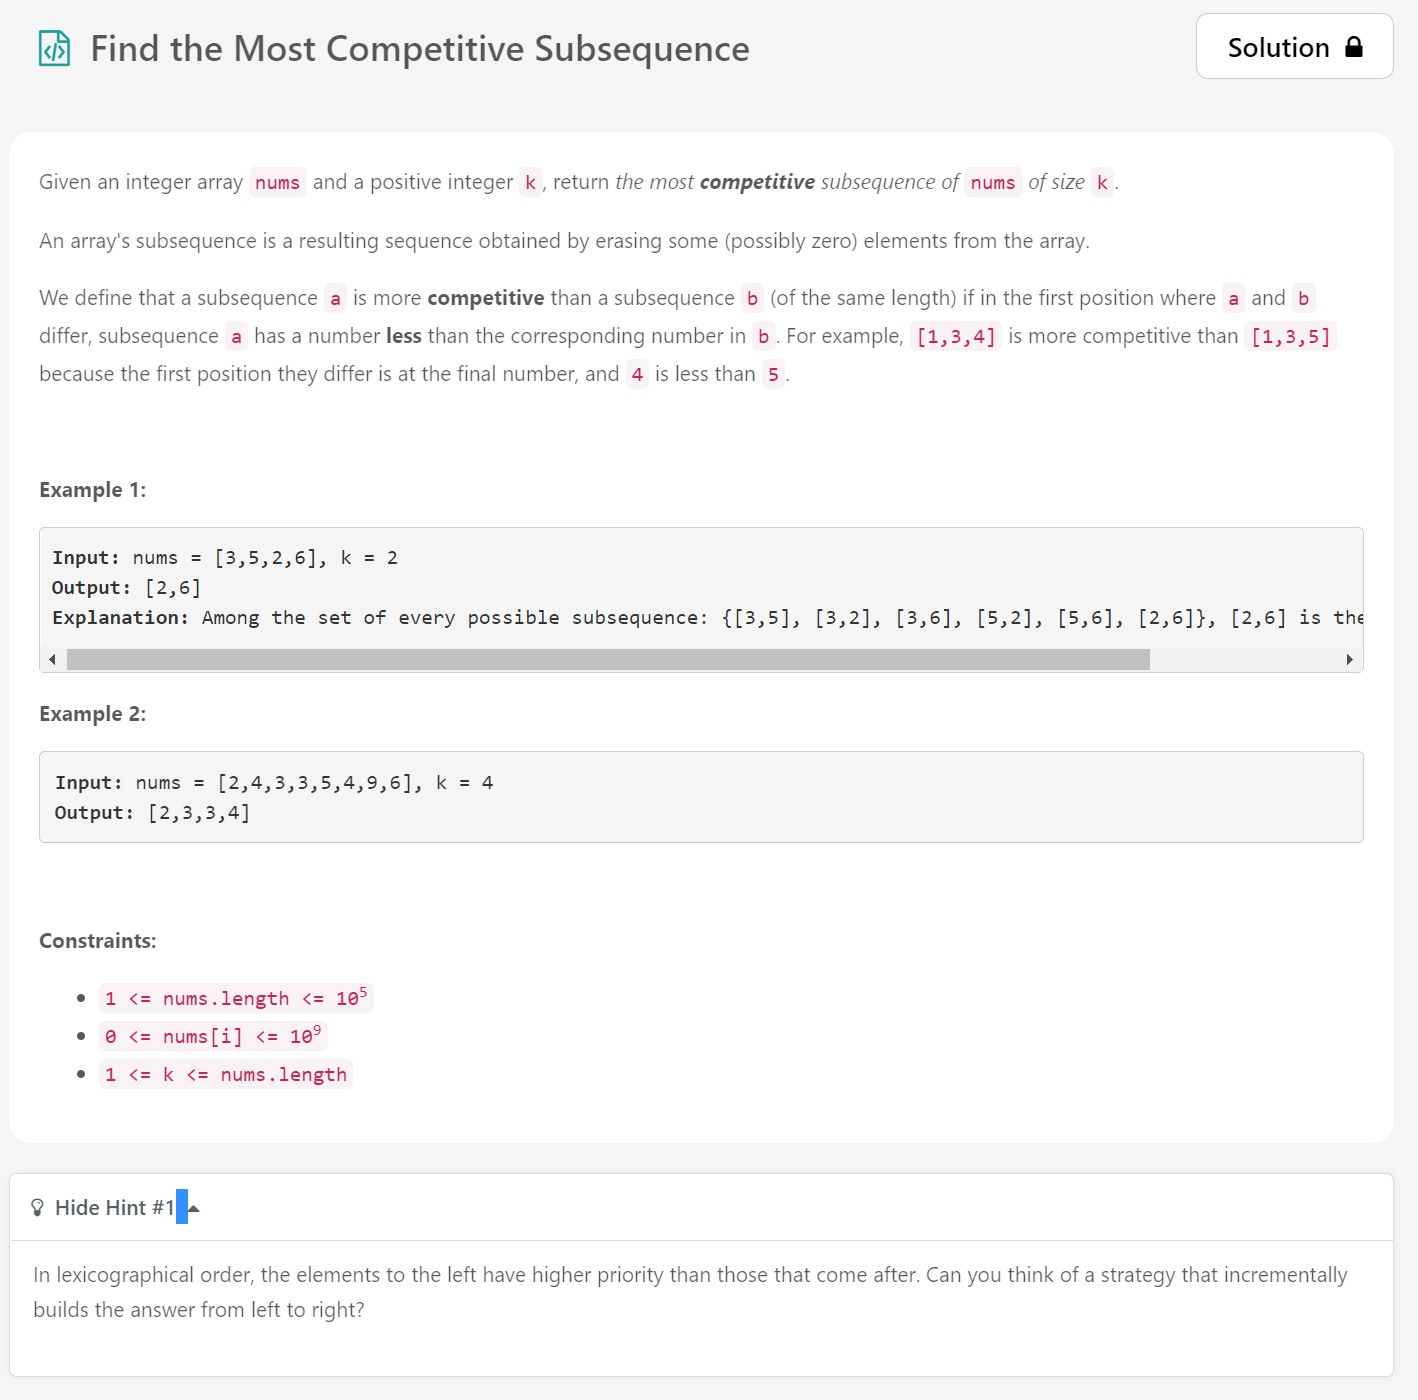 Find the Most Competitive Subsequence
Solution
Given an integer array nums and a positive integer k, return the most competitive subsequence of nums of size k.
An array's subsequence is a resulting sequence obtained by erasing some (possibly zero) elements from the array.
We define that a subsequence a is more competitive than a subsequence b (of the same length) if in the first position where a and b
differ, subsequence a has a number less than the corresponding number in b. For example, [1,3,4] is more competitive than [1,3,5]
because the first position they differ is at the final number, and 4 is less than 5.
Example 1:
Input: nums = [3,5,2,6], k = 2
Output: [2,6]
Explanation: Among the set of every possible subsequence: {[3,5], [3,2], [3,6], [5,2], [5,6], [2,6]}, [2,6] is the
Example 2:
Input: nums = [2,4,3,3,5,4,9,6], k = 4
Output: [2,3,3,4]
Constraints:
1 <= nums.length <= 10⁵
0 <= nums[i] <= 10⁹
1 <= k <= nums.length
Hide Hint #1
In lexicographical order, the elements to the left have higher priority than those that come after. Can you think of a strategy that incrementally
builds the answer from left to right?